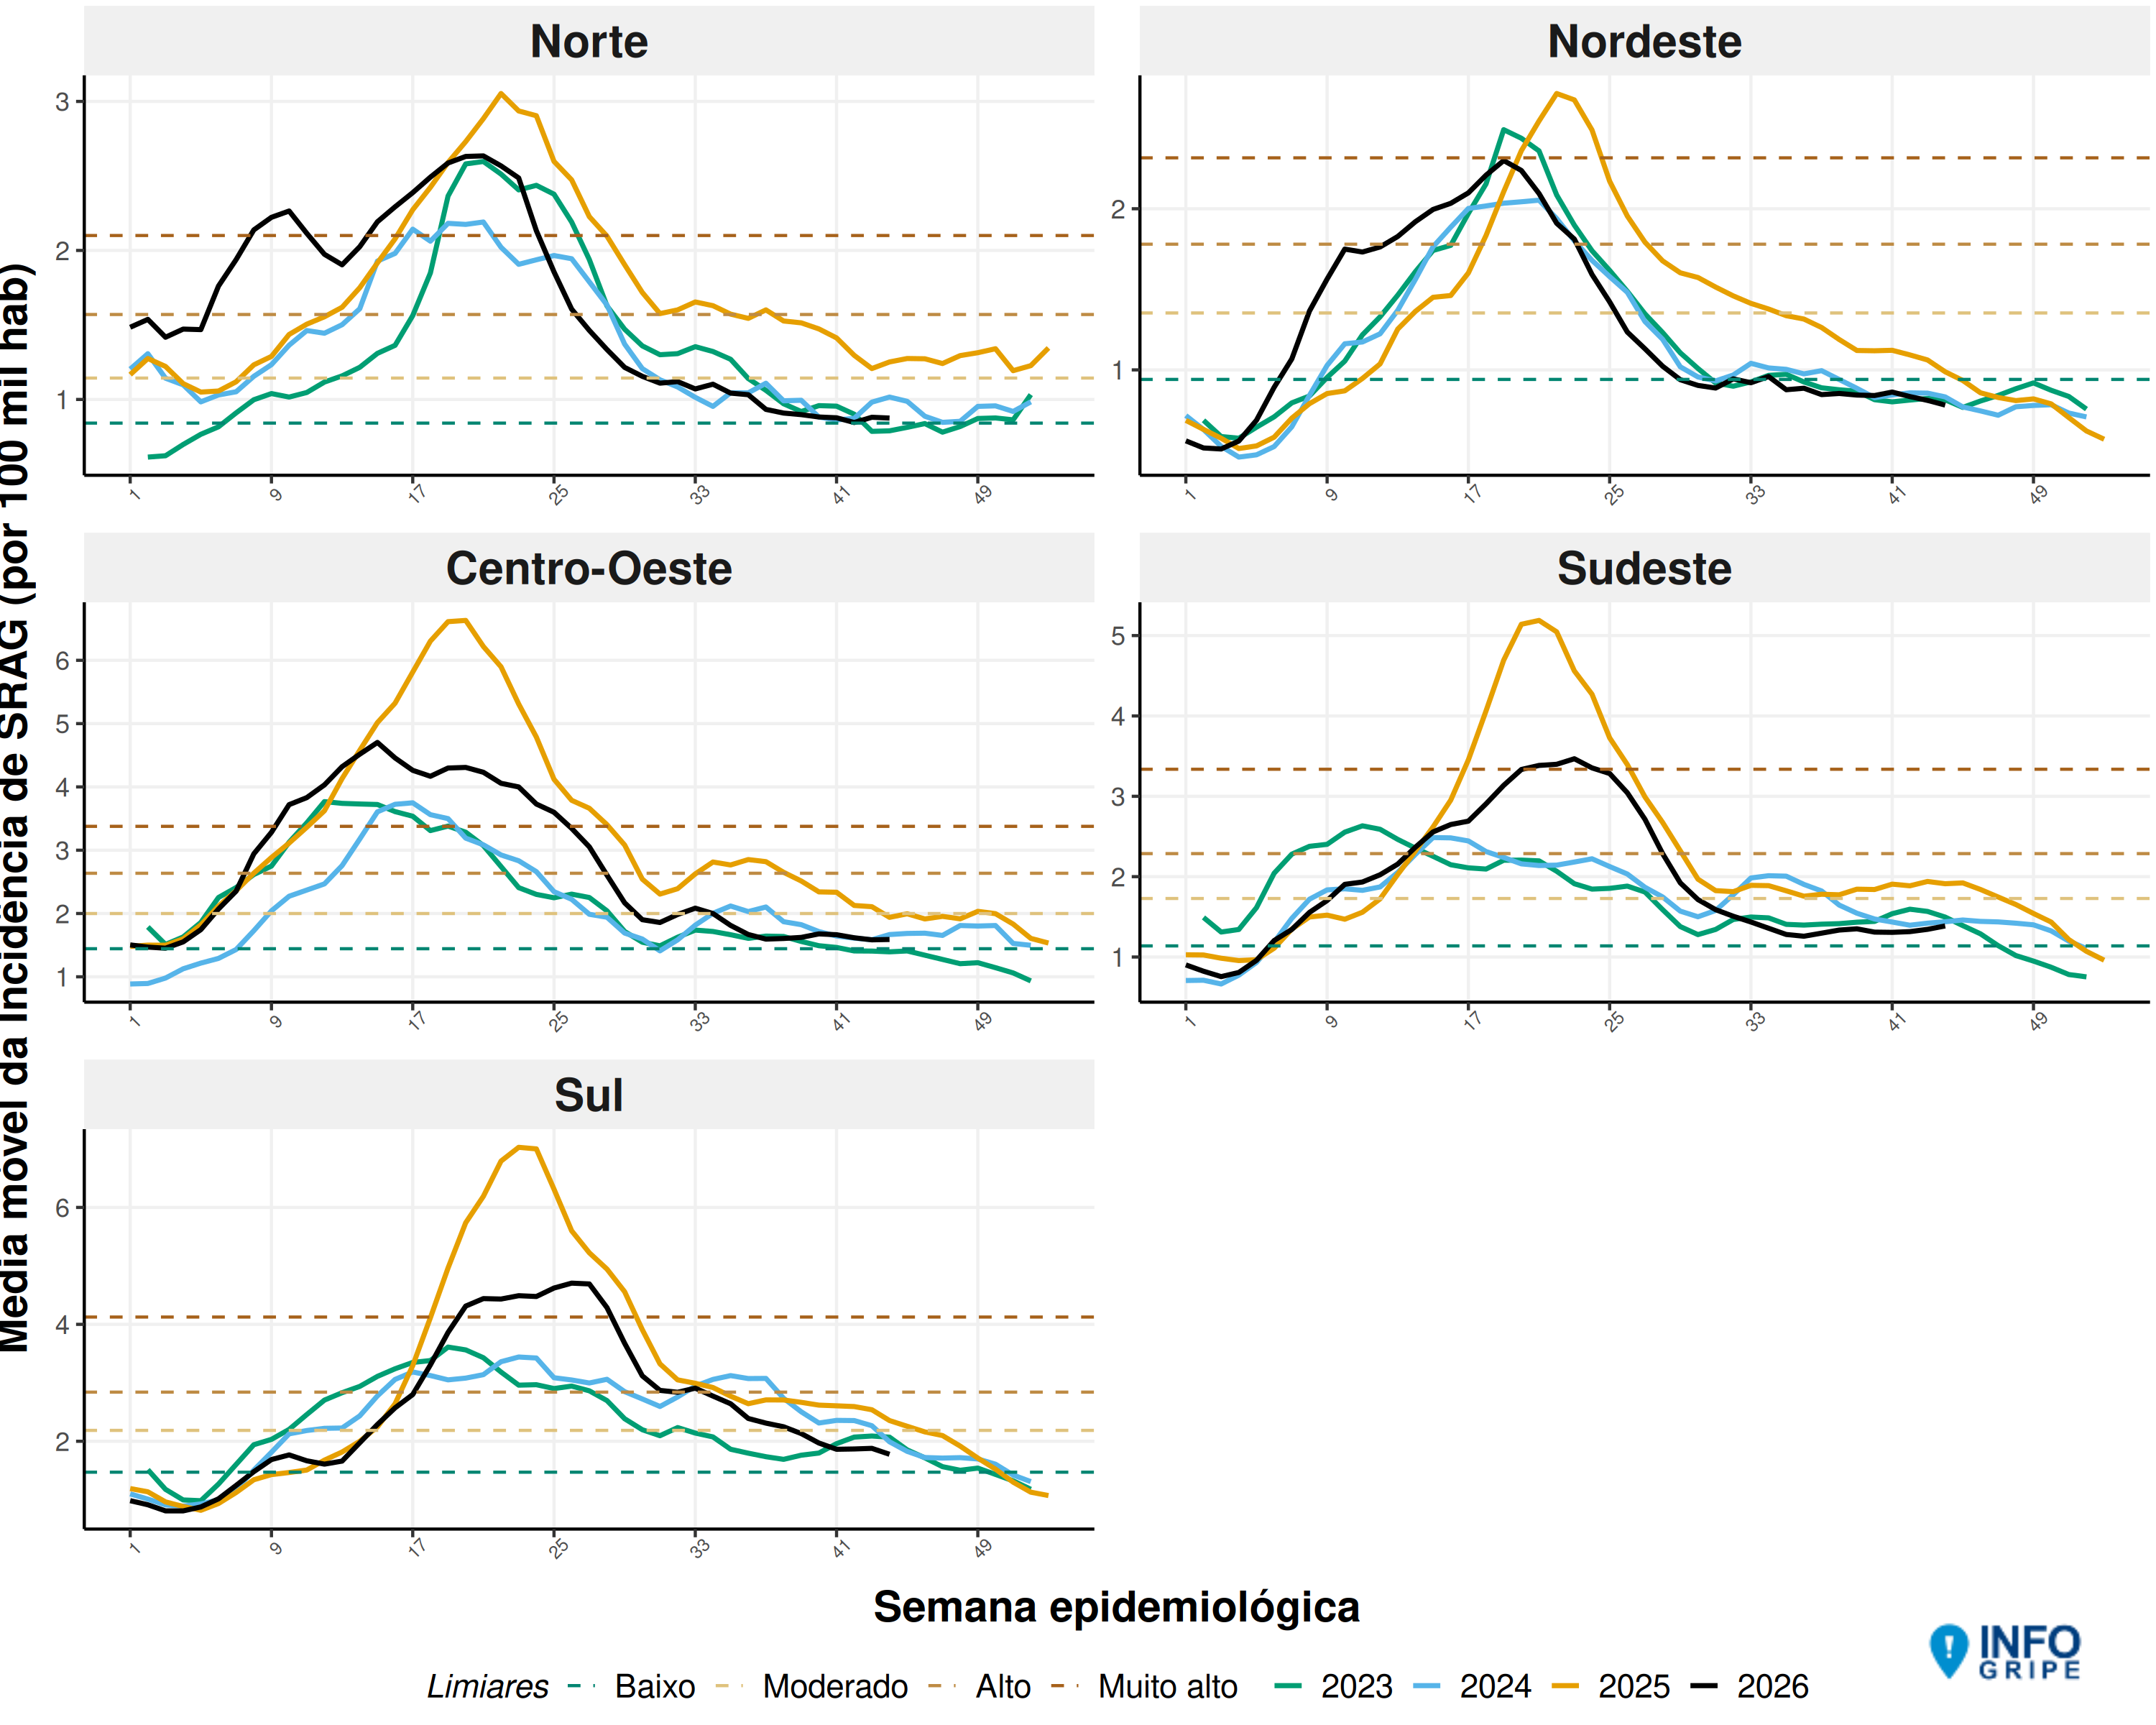 Norte
Nordeste
3
2
1
2
1
1 9 17 25 33 41 49
1 9 17 25 33 41 49
Centro-Oeste
Sudeste
6
5
4
3
2
1
5
4
3
2
1
1 9 17 25 33 41 49
1 9 17 25 33 41 49
Sul
6
4
2
1 9 17 25 33 41 49
Média móvel da Incidência de SRAG (por 100 mil hab)
Semana epidemiológica
Limiares Baixo Moderado Alto Muito alto 2023 2024 2025 2026
INFO
GRIPE